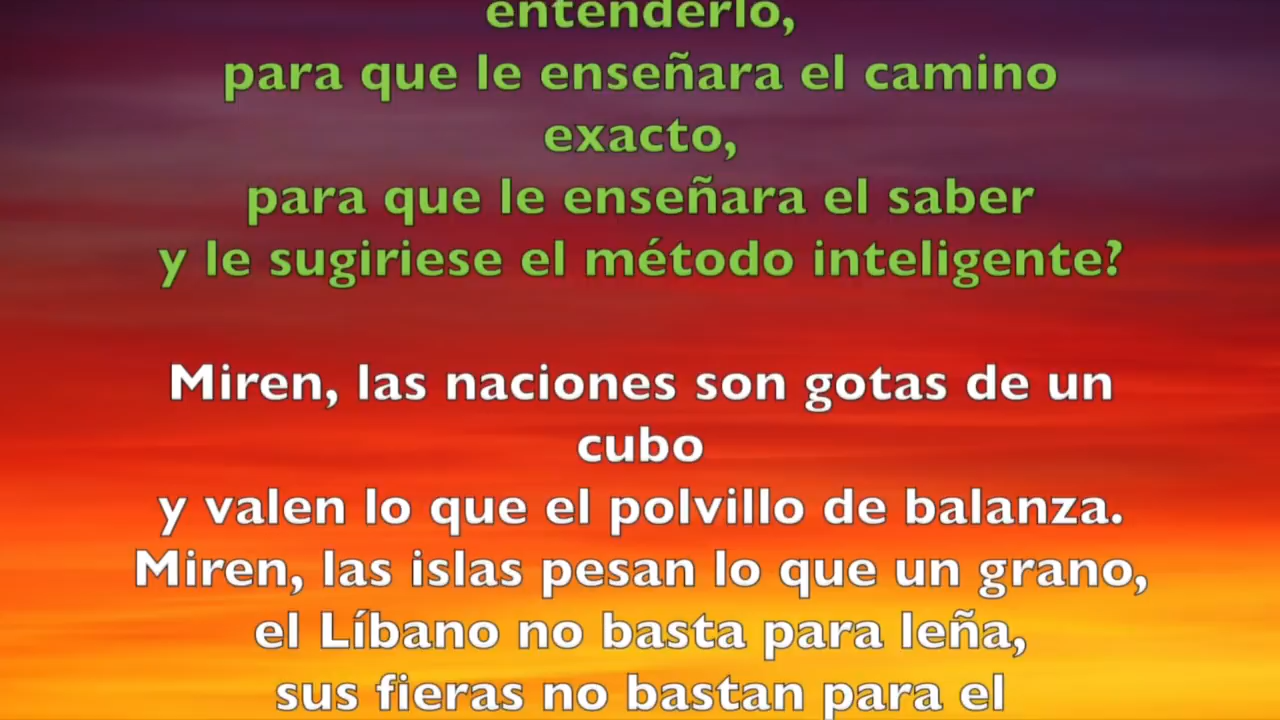 entenderlo,
para que le enseñara el camino
exacto,
para que le enseñara el saber
y le sugiriese el método inteligente?
Miren, las naciones son gotas de un
cubo
y valen lo que el polvillo de balanza.
Miren, las islas pesan lo que un grano,
el Líbano no basta para leña,
sus fieras no bastan para el